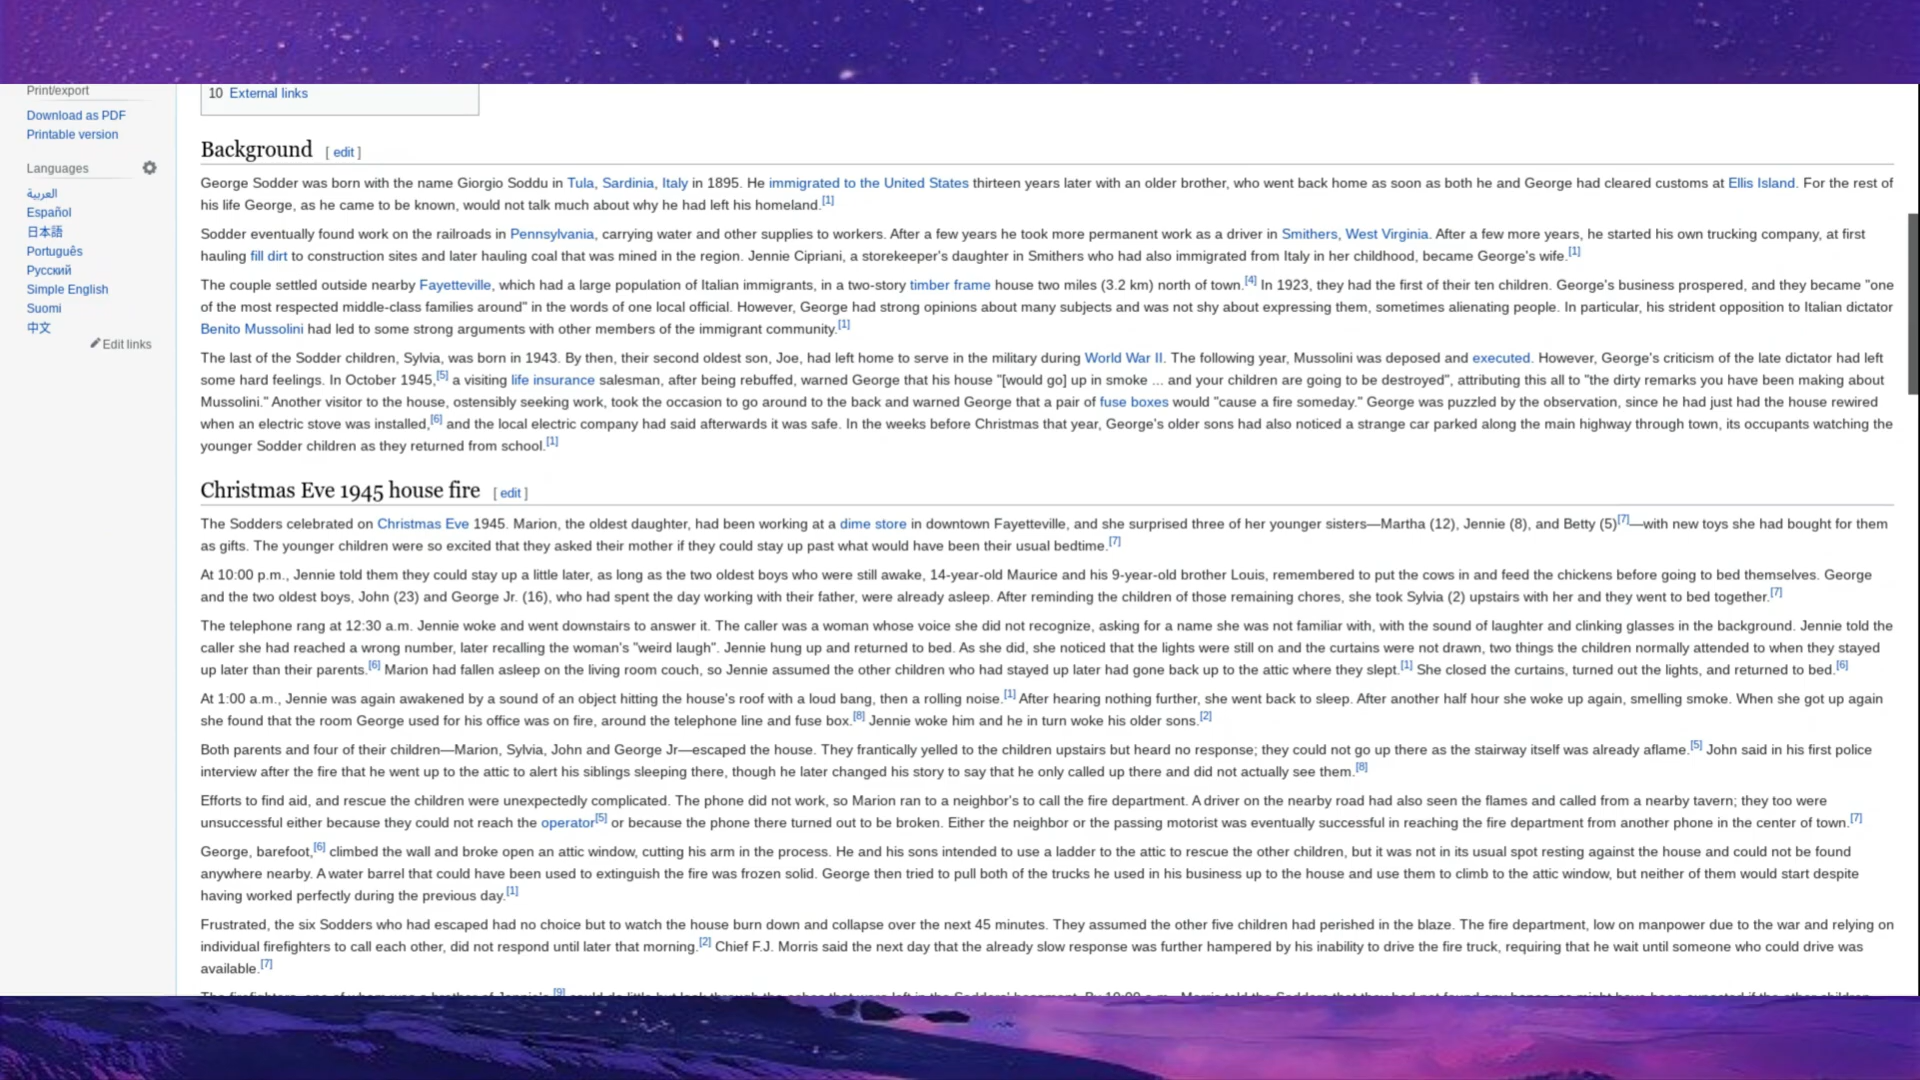 Print/export
Download as PDF
Printable version
Languages
العربية
Español
日本語
Português
Русский
Simple English
Suomi
中文
Edit links
10 External links
Background [ edit ]
George Sodder was born with the name Giorgio Soddu in Tula, Sardinia, Italy in 1895. He immigrated to the United States thirteen years later with an older brother, who went back home as soon as both he and George had cleared customs at Ellis Island. For the rest of
his life George, as he came to be known, would not talk much about why he had left his homeland.[1]
Sodder eventually found work on the railroads in Pennsylvania, carrying water and other supplies to workers. After a few years he took more permanent work as a driver in Smithers, West Virginia. After a few more years, he started his own trucking company, at first
hauling fill dirt to construction sites and later hauling coal that was mined in the region. Jennie Cipriani, a storekeeper's daughter in Smithers who had also immigrated from Italy in her childhood, became George's wife.[1]
The couple settled outside nearby Fayetteville, which had a large population of Italian immigrants, in a two-story timber frame house two miles (3.2 km) north of town.[4] In 1923, they had the first of their ten children. George's business prospered, and they became "one
of the most respected middle-class families around" in the words of one local official. However, George had strong opinions about many subjects and was not shy about expressing them, sometimes alienating people. In particular, his strident opposition to Italian dictator
Benito Mussolini had led to some strong arguments with other members of the immigrant community.[1]
The last of the Sodder children, Sylvia, was born in 1943. By then, their second oldest son, Joe, had left home to serve in the military during World War II. The following year, Mussolini was deposed and executed. However, George's criticism of the late dictator had left
some hard feelings. In October 1945,[5] a visiting life insurance salesman, after being rebuffed, warned George that his house "[would go] up in smoke ... and your children are going to be destroyed", attributing this all to "the dirty remarks you have been making about
Mussolini." Another visitor to the house, ostensibly seeking work, took the occasion to go around to the back and warned George that a pair of fuse boxes would "cause a fire someday." George was puzzled by the observation, since he had just had the house rewired
when an electric stove was installed,[6] and the local electric company had said afterwards it was safe. In the weeks before Christmas that year, George's older sons had also noticed a strange car parked along the main highway through town, its occupants watching the
younger Sodder children as they returned from school.[1]
Christmas Eve 1945 house fire [ edit ]
The Sodders celebrated on Christmas Eve 1945. Marion, the oldest daughter, had been working at a dime store in downtown Fayetteville, and she surprised three of her younger sisters—Martha (12), Jennie (8), and Betty (5)[7]—with new toys she had bought for them
as gifts. The younger children were so excited that they asked their mother if they could stay up past what would have been their usual bedtime.[7]
At 10:00 p.m., Jennie told them they could stay up a little later, as long as the two oldest boys who were still awake, 14-year-old Maurice and his 9-year-old brother Louis, remembered to put the cows in and feed the chickens before going to bed themselves. George
and the two oldest boys, John (23) and George Jr. (16), who had spent the day working with their father, were already asleep. After reminding the children of those remaining chores, she took Sylvia (2) upstairs with her and they went to bed together.[7]
The telephone rang at 12:30 a.m. Jennie woke and went downstairs to answer it. The caller was a woman whose voice she did not recognize, asking for a name she was not familiar with, with the sound of laughter and clinking glasses in the background. Jennie told the
caller she had reached a wrong number, later recalling the woman's "weird laugh". Jennie hung up and returned to bed. As she did, she noticed that the lights were still on and the curtains were not drawn, two things the children normally attended to when they stayed
up later than their parents.[6] Marion had fallen asleep on the living room couch, so Jennie assumed the other children who had stayed up later had gone back up to the attic where they slept.[1] She closed the curtains, turned out the lights, and returned to bed.[6]
At 1:00 a.m., Jennie was again awakened by a sound of an object hitting the house's roof with a loud bang, then a rolling noise.[1] After hearing nothing further, she went back to sleep. After another half hour she woke up again, smelling smoke. When she got up again
she found that the room George used for his office was on fire, around the telephone line and fuse box.[8] Jennie woke him and he in turn woke his older sons.[2]
Both parents and four of their children—Marion, Sylvia, John and George Jr—escaped the house. They frantically yelled to the children upstairs but heard no response; they could not go up there as the stairway itself was already aflame.[5] John said in his first police
interview after the fire that he went up to the attic to alert his siblings sleeping there, though he later changed his story to say that he only called up there and did not actually see them.[8]
Efforts to find aid, and rescue the children were unexpectedly complicated. The phone did not work, so Marion ran to a neighbor's to call the fire department. A driver on the nearby road had also seen the flames and called from a nearby tavern; they too were
unsuccessful either because they could not reach the operator[5] or because the phone there turned out to be broken. Either the neighbor or the passing motorist was eventually successful in reaching the fire department from another phone in the center of town.[7]
George, barefoot,[6] climbed the wall and broke open an attic window, cutting his arm in the process. He and his sons intended to use a ladder to the attic to rescue the other children, but it was not in its usual spot resting against the house and could not be found
anywhere nearby. A water barrel that could have been used to extinguish the fire was frozen solid. George then tried to pull both of the trucks he used in his business up to the house and use them to climb to the attic window, but neither of them would start despite
having worked perfectly during the previous day.[1]
Frustrated, the six Sodders who had escaped had no choice but to watch the house burn down and collapse over the next 45 minutes. They assumed the other five children had perished in the blaze. The fire department, low on manpower due to the war and relying on
individual firefighters to call each other, did not respond until later that morning.[2] Chief F.J. Morris said the next day that the already slow response was further hampered by his inability to drive the fire truck, requiring that he wait until someone who could drive was
available.[7]